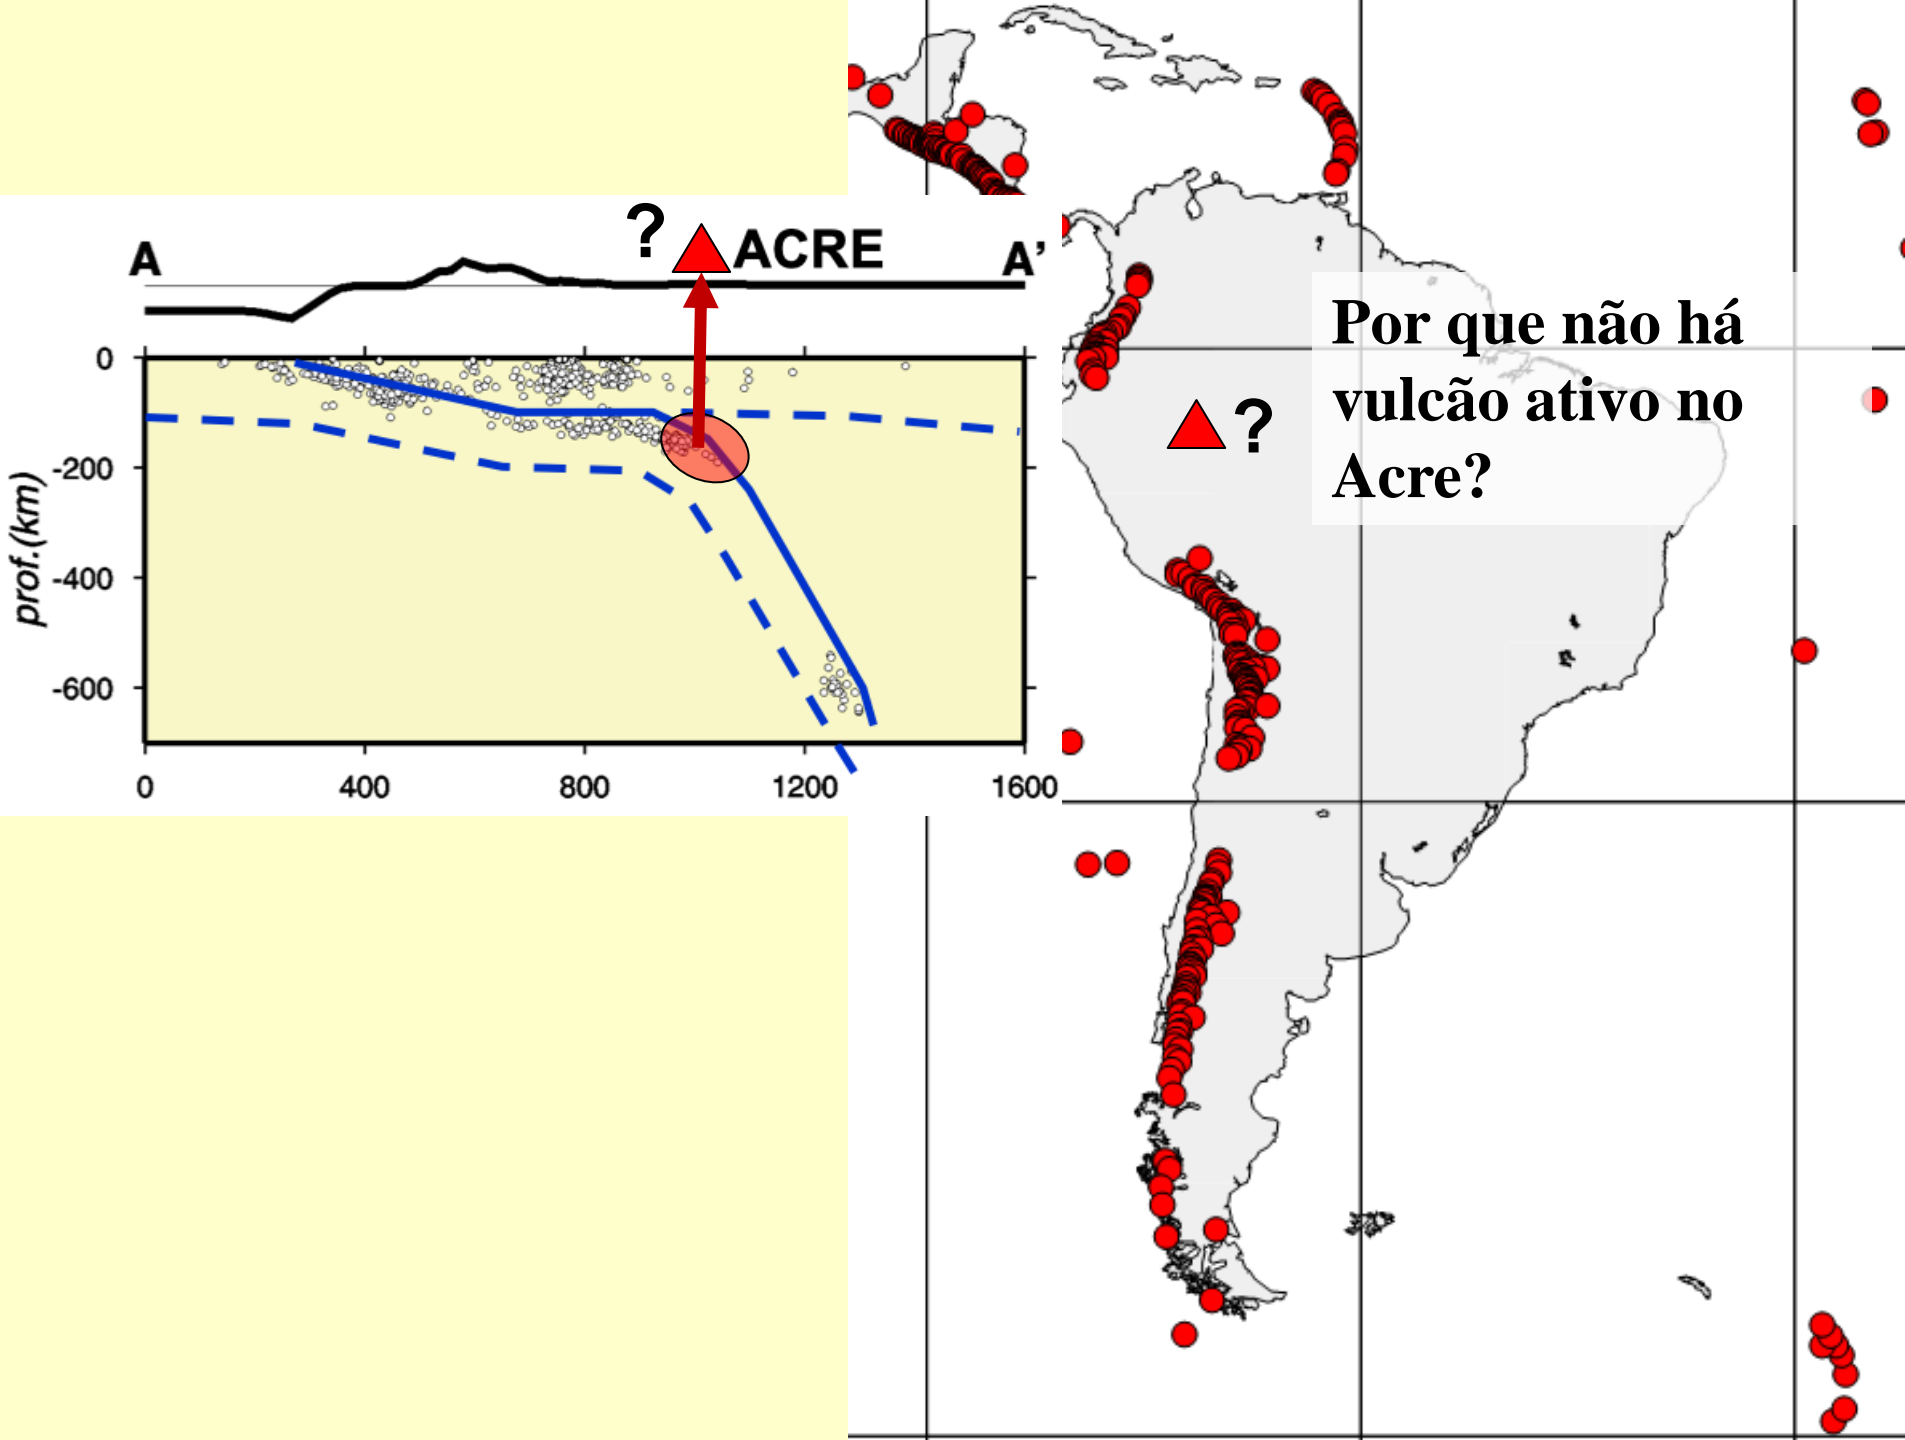 ? ACRE
A A’
0
-200
-400
-600
prof.(km)
0 400 800 1200 1600
Por que não há
vulcão ativo no
Acre?
?